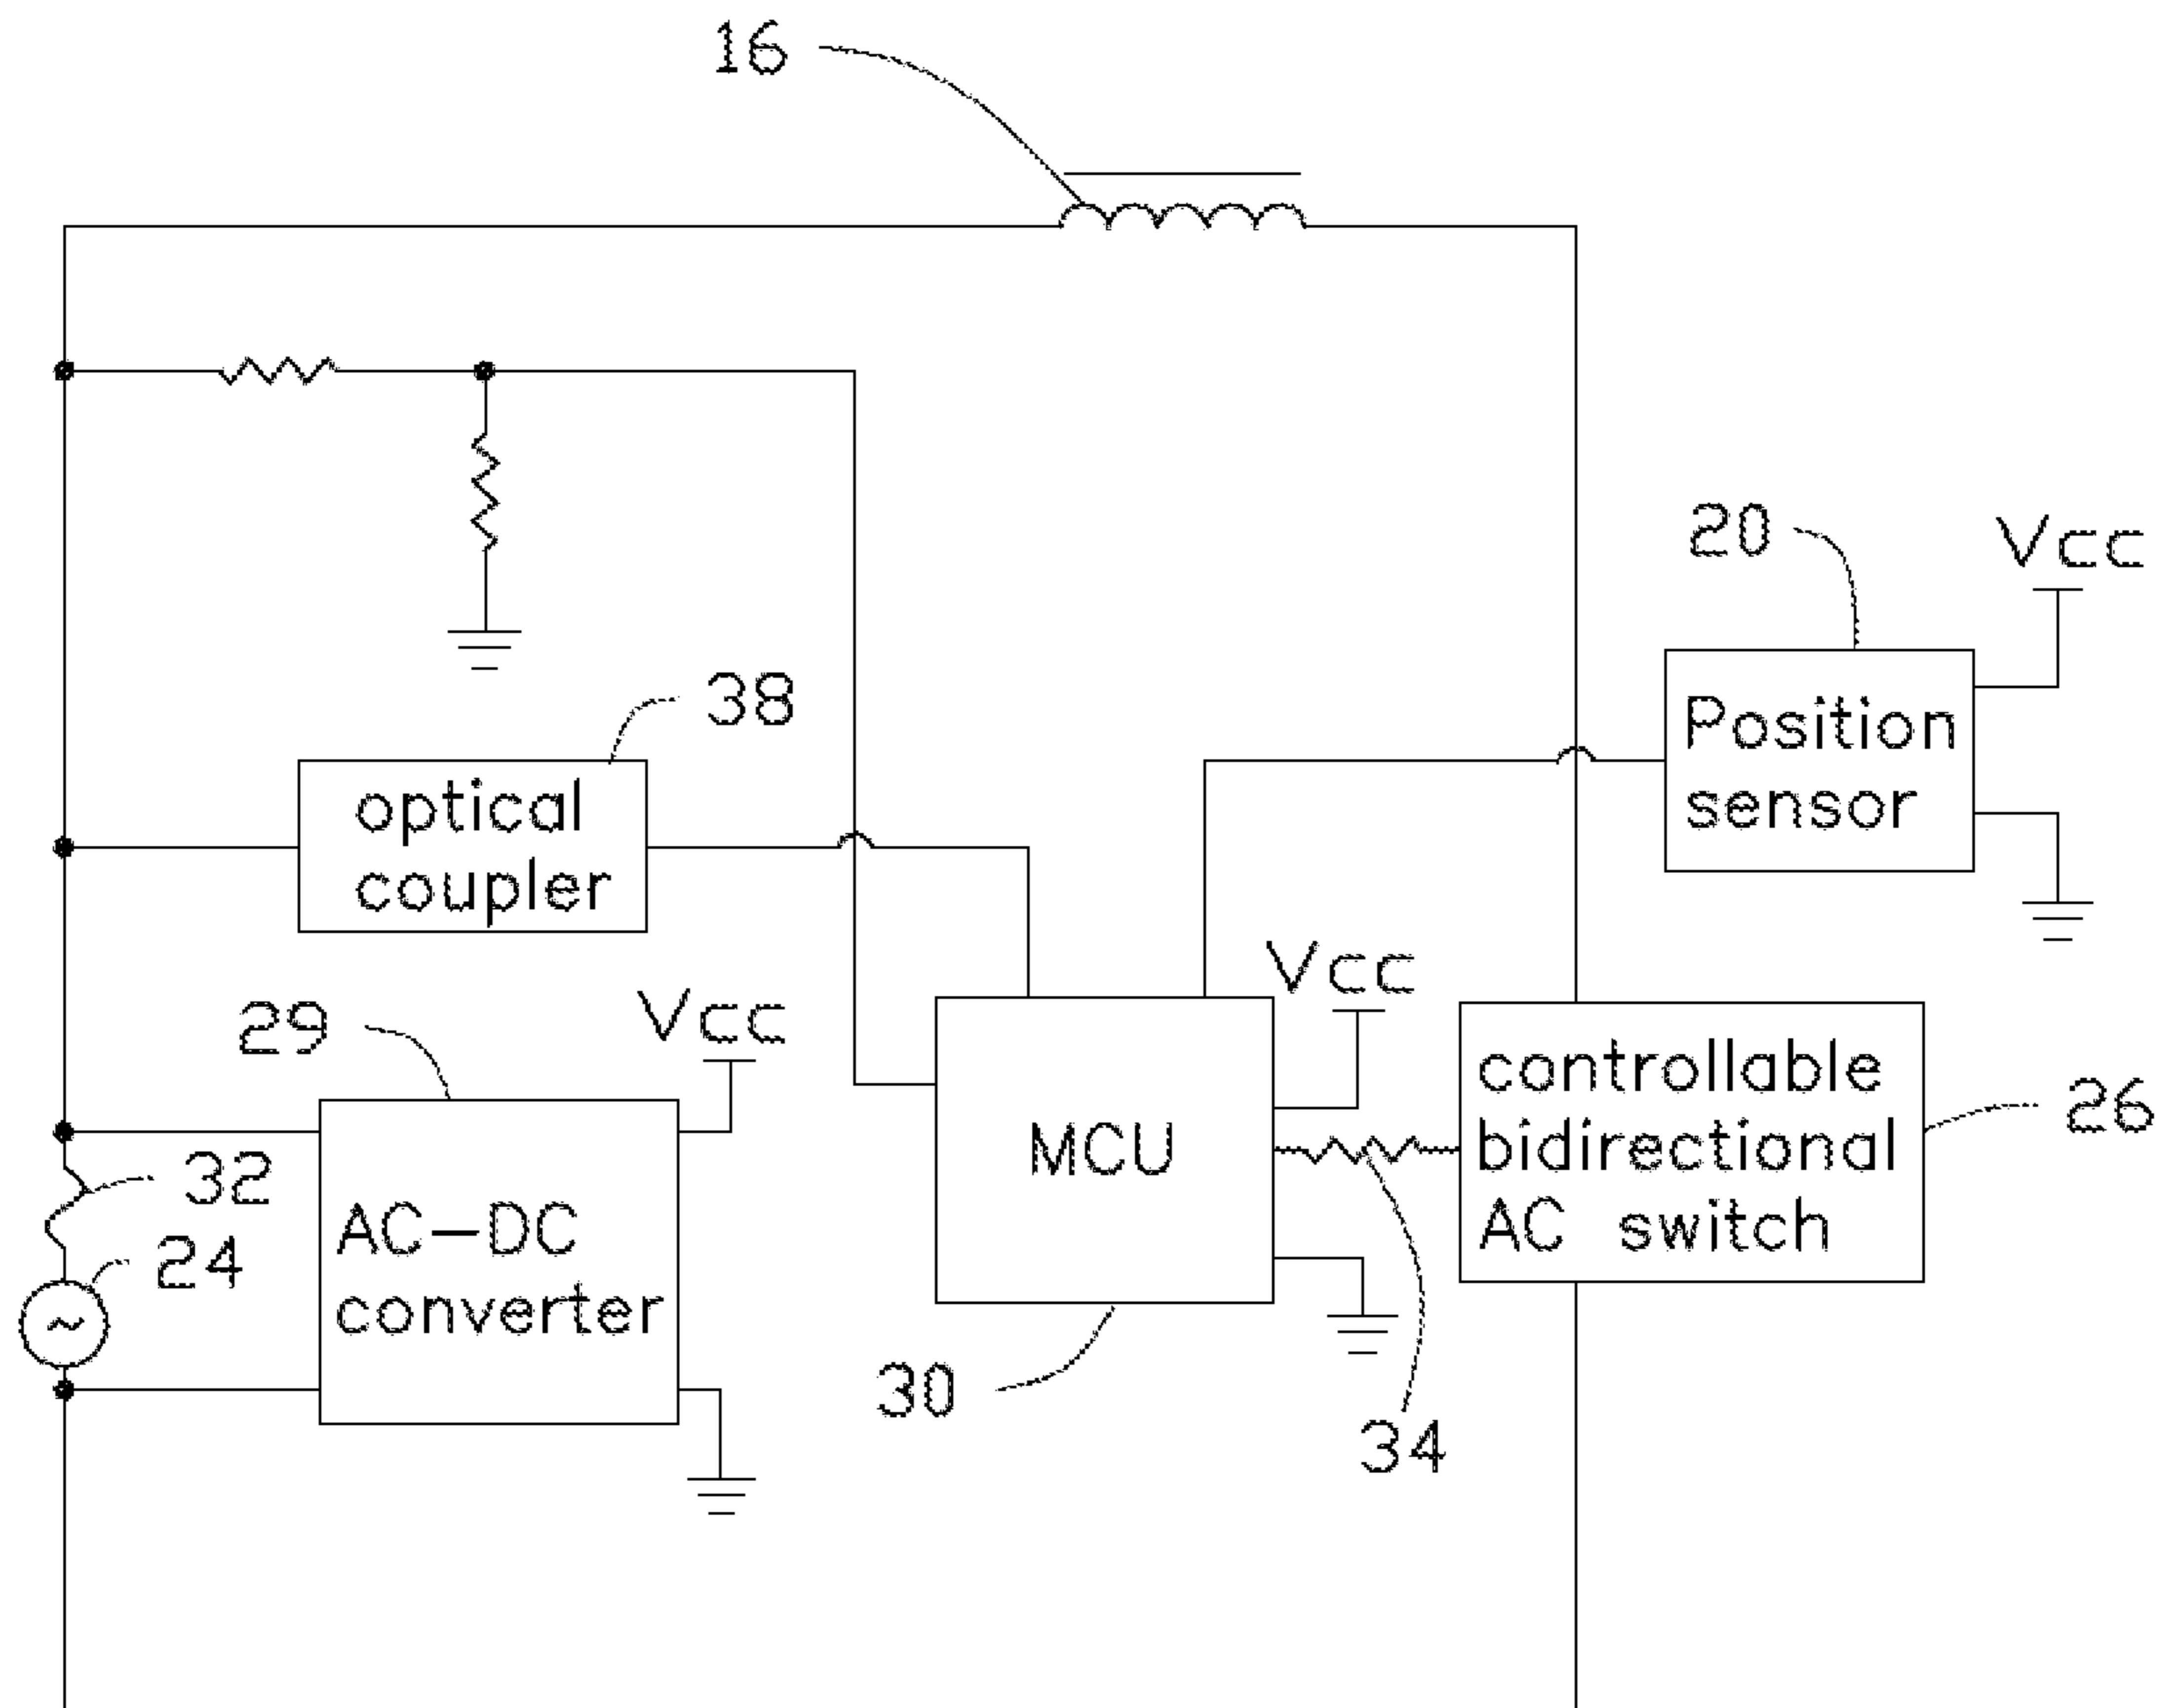 16
20
Vcc
38
Position
sensor
optical
coupler
Vcc
29
Vcc
controllable
bidirectional
AC switch
26
MCU
32
24
AC-DC
converter
~
30
34